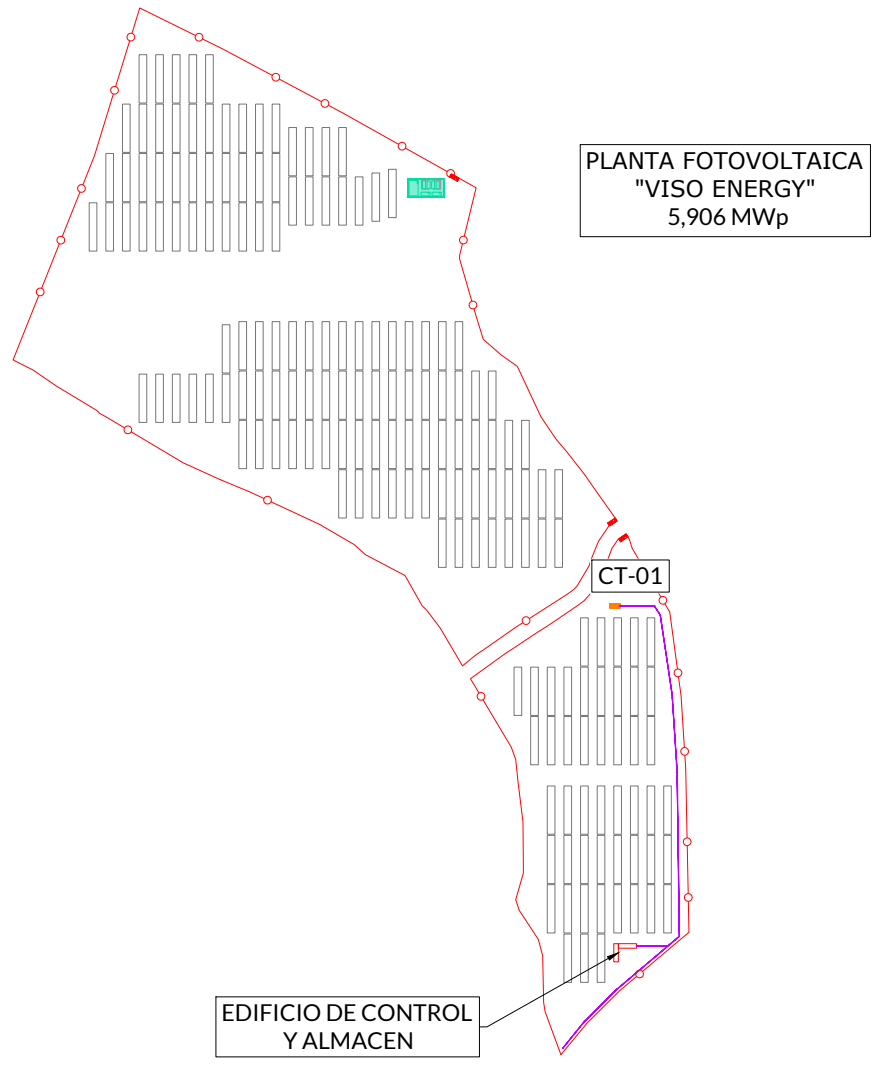 PLANTA FOTOVOLTAICA
"VISO ENERGY"
5,906 MWp
CT-01
EDIFICIO DE CONTROL
Y ALMACEN